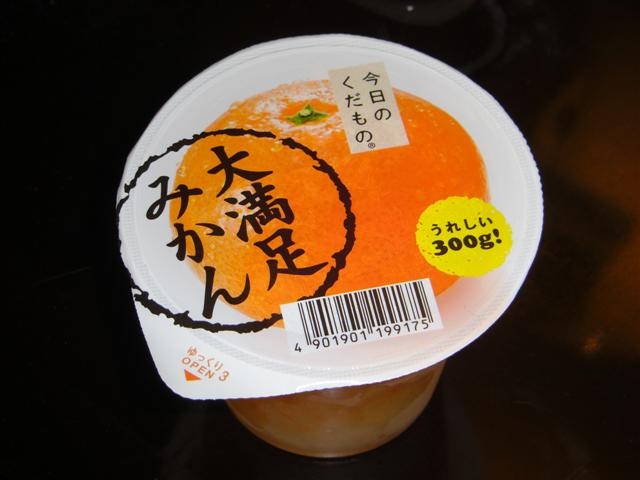 今日の
くだもの®
大満足
みかん
うれしい
300g!
4 901901 199175
ゆっくり
OPEN 3